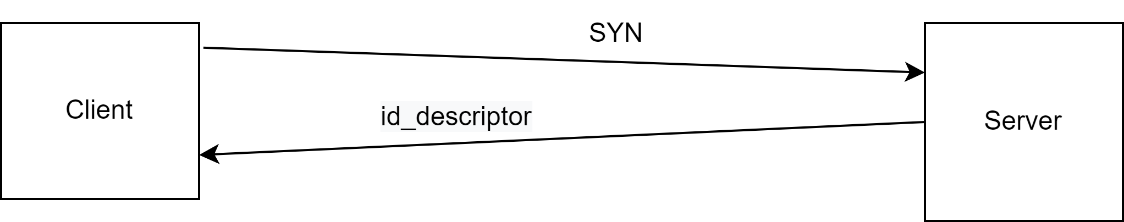 SYN
Client
id_descriptor
Server